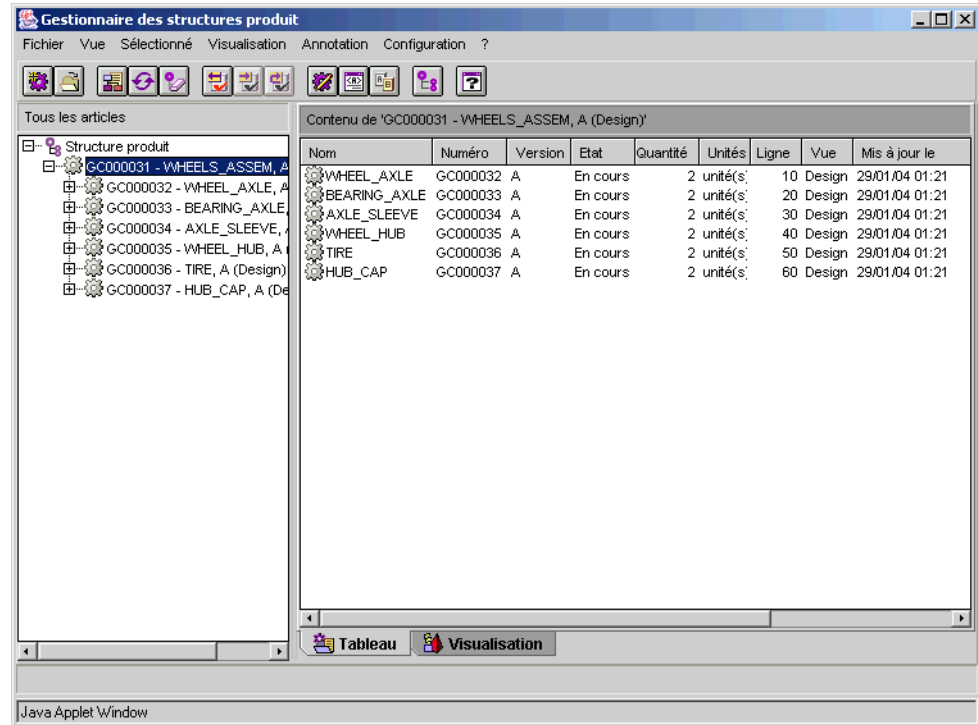 Gestionnaire des structures produit
Fichier Vue Sélectionné Visualisation Annotation Configuration ?
Tous les articles
Structure produit
GC000031 - WHEELS_ASSEM, A
GC000032 - WHEEL_AXLE, A
GC000033 - BEARING_AXLE,
GC000034 - AXLE_SLEEVE,
GC000035 - WHEEL_HUB, A
GC000036 - TIRE, A (Design)
GC000037 - HUB_CAP, A (De
Contenu de 'GC000031 - WHEELS_ASSEM, A (Design)'
Nom Numéro Version Etat Quantité Unités Ligne Vue Mis à jour le
WHEEL_AXLE GC000032 A En cours 2 unité(s 10 Design 29/01/04 01:21
BEARING_AXLE GC000033 A En cours 2 unité(s 20 Design 29/01/04 01:21
AXLE_SLEEVE GC000034 A En cours 2 unité(s 30 Design 29/01/04 01:21
WHEEL_HUB GC000035 A En cours 2 unité(s 40 Design 29/01/04 01:21
TIRE GC000036 A En cours 2 unité(s 50 Design 29/01/04 01:21
HUB_CAP GC000037 A En cours 2 unité(s 60 Design 29/01/04 01:21
Tableau Visualisation
Java Applet Window